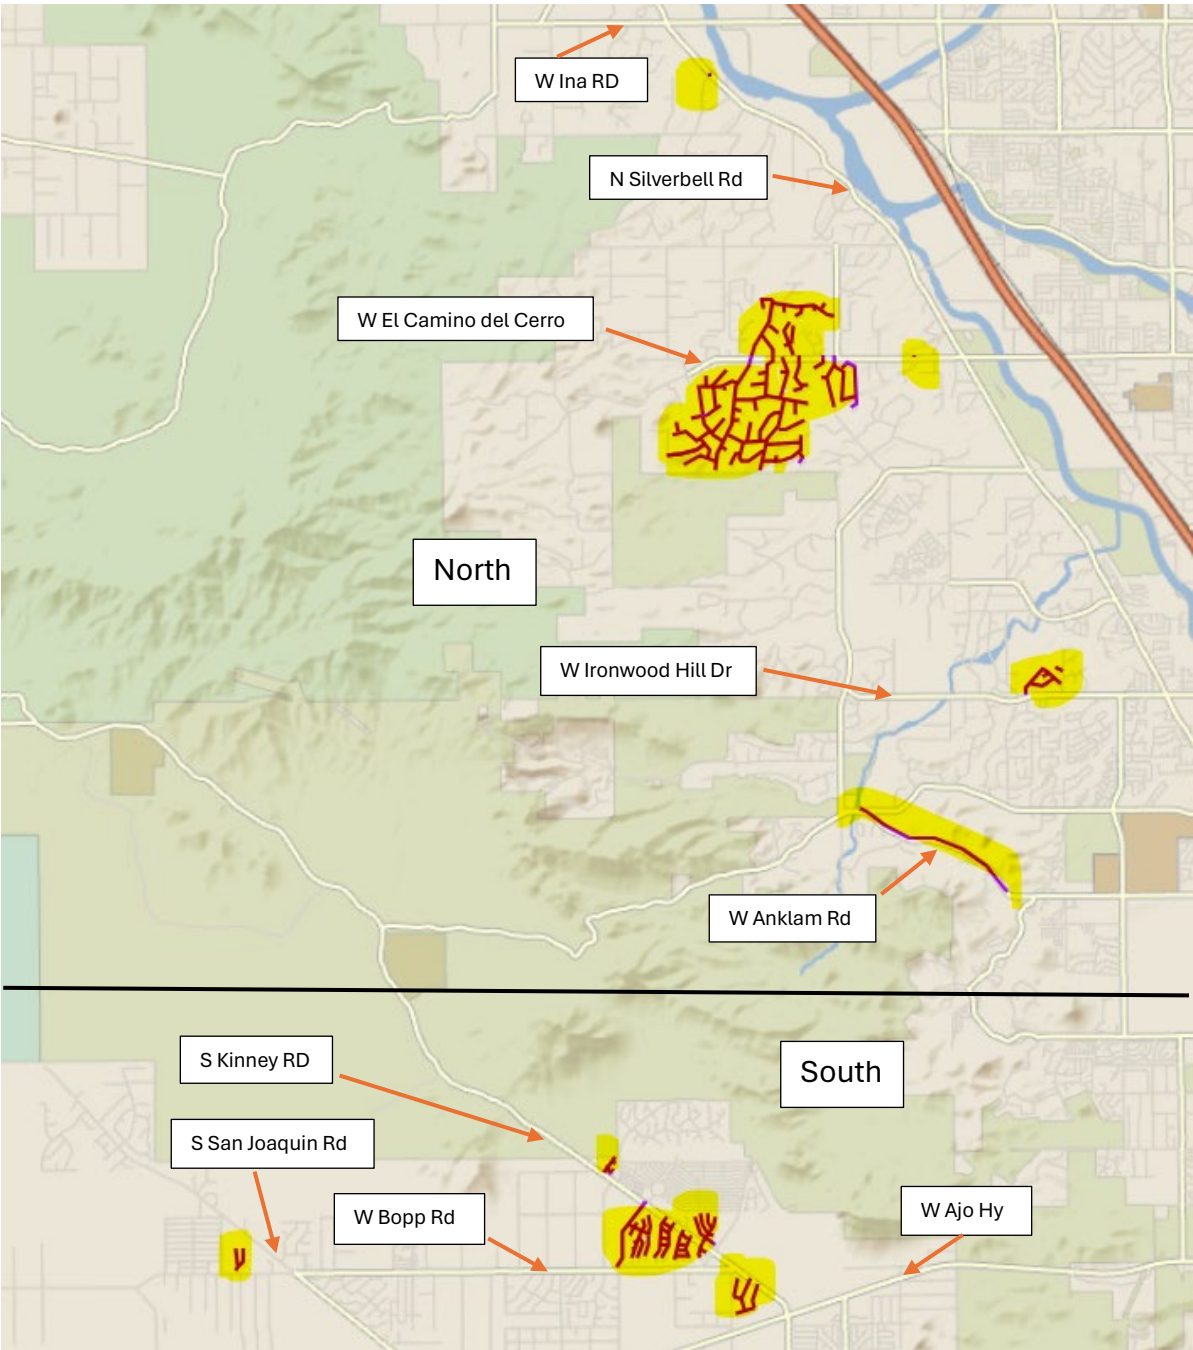 W Ina RD
N Silverbell Rd
W El Camino del Cerro
North
W Ironwood Hill Dr
W Anklam Rd
S Kinney RD
South
S San Joaquin Rd
W Bopp Rd
W Ajo Hy